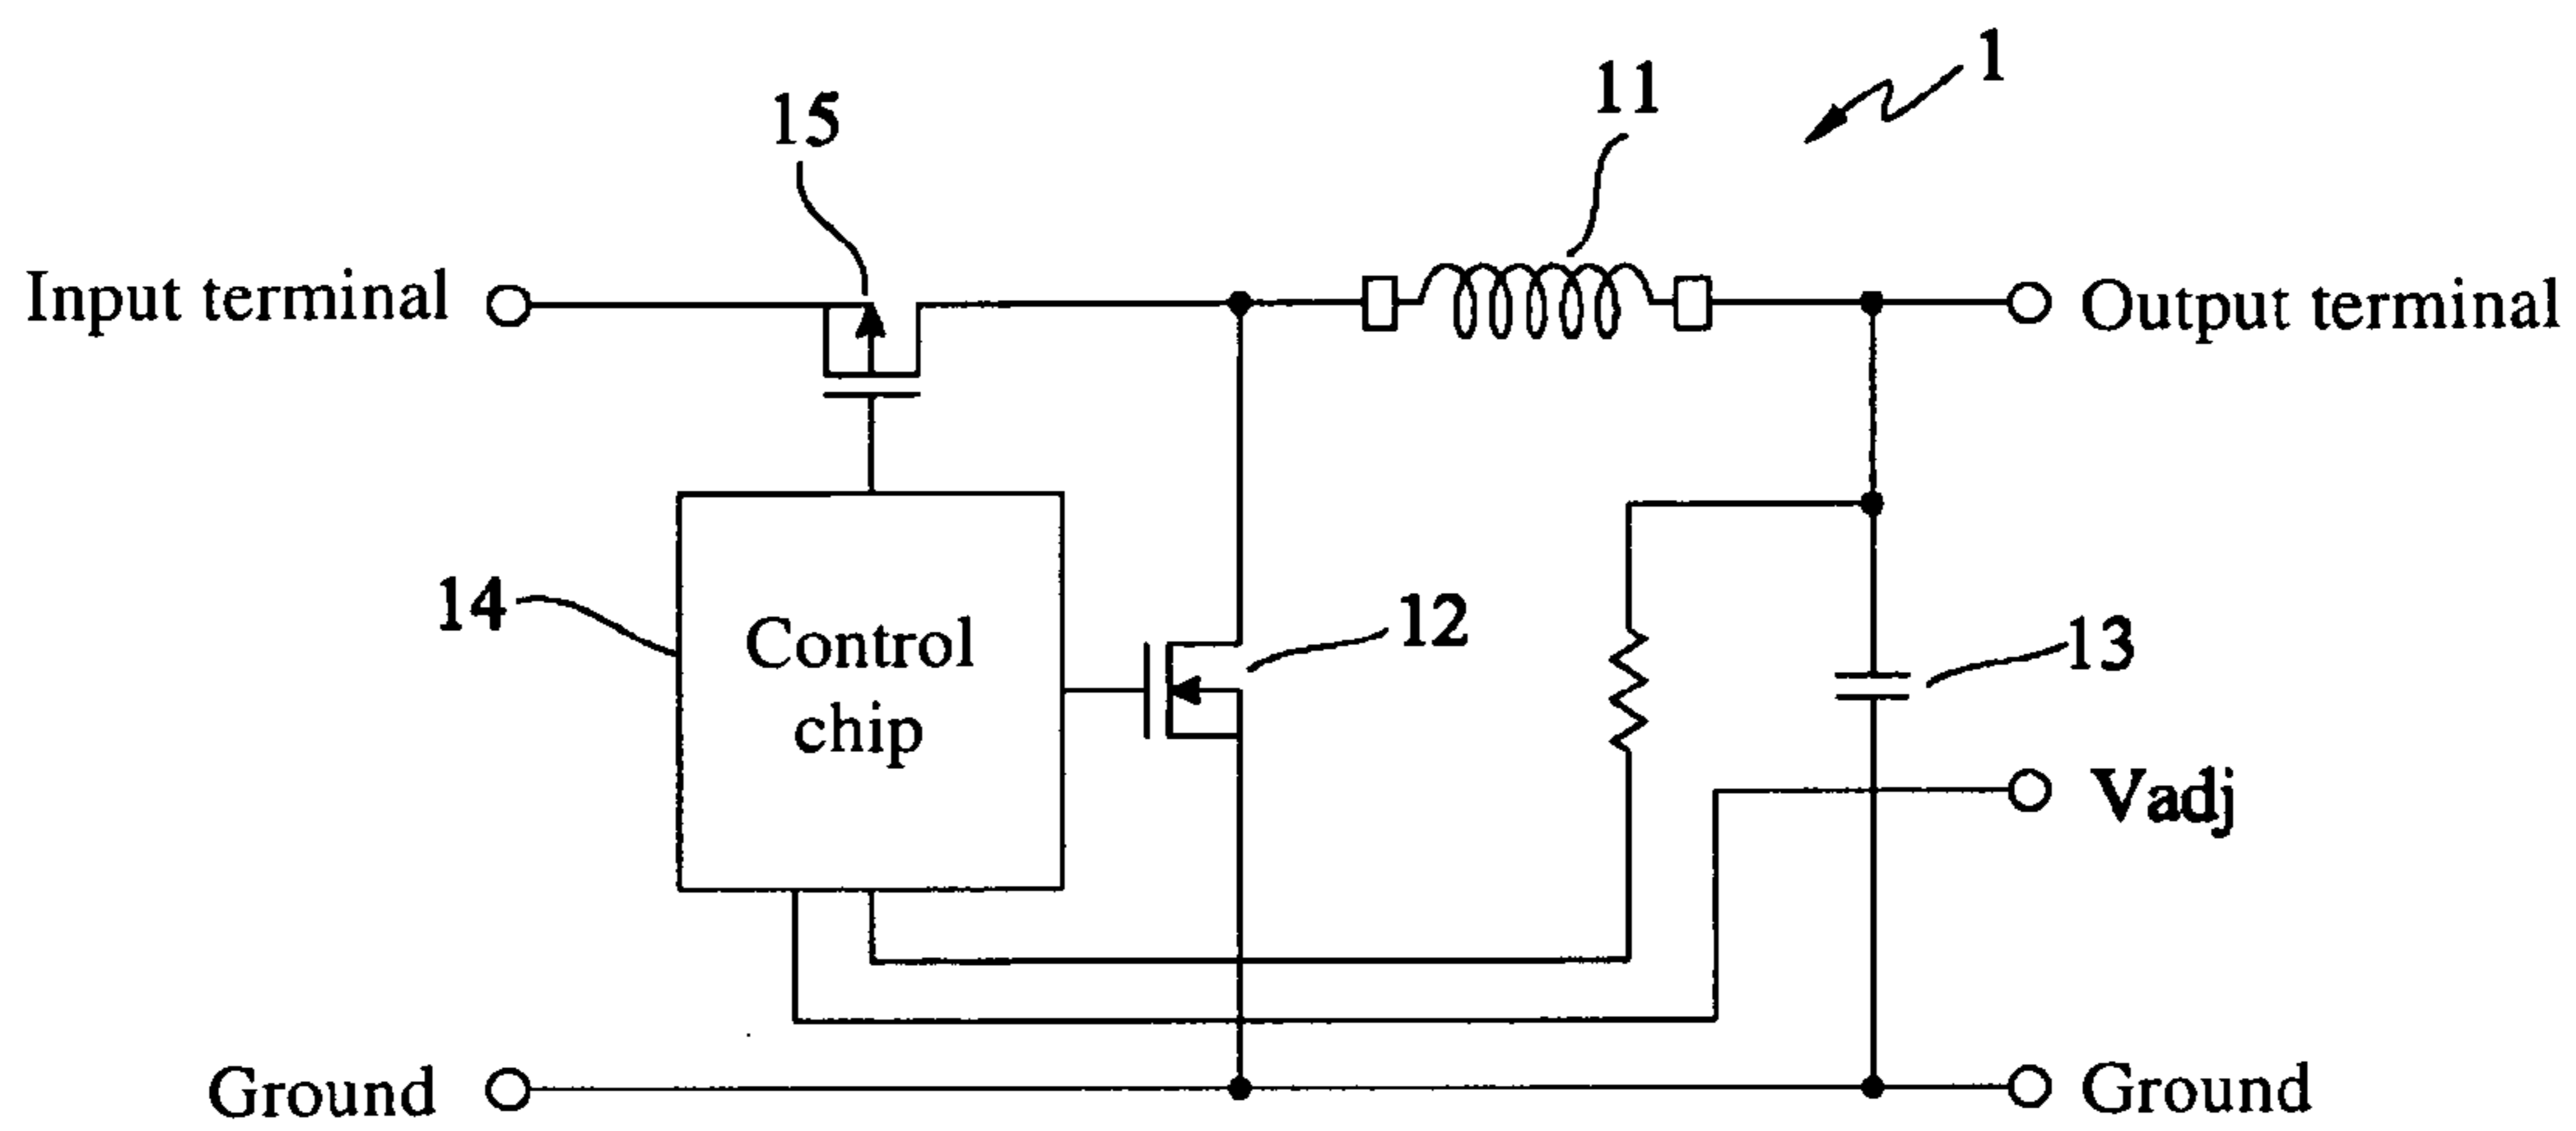 1
11
15
Input terminal
Output terminal
14
Control
chip
12
13
Vadj
Ground
Ground